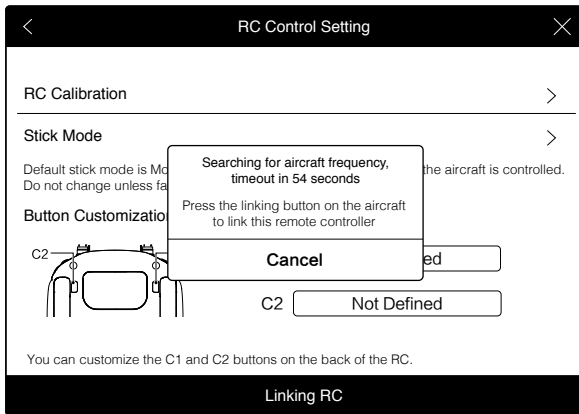 RC Control Setting
RC Calibration
Stick Mode
Default stick mode is Mo
the aircraft is controlled.
Do not change unless fa
Searching for aircraft frequency,
timeout in 54 seconds
Press the linking button on the aircraft
to link this remote controller
Cancel
Button Customizatio
C2
ed
C2 Not Defined
You can customize the C1 and C2 buttons on the back of the RC.
Linking RC